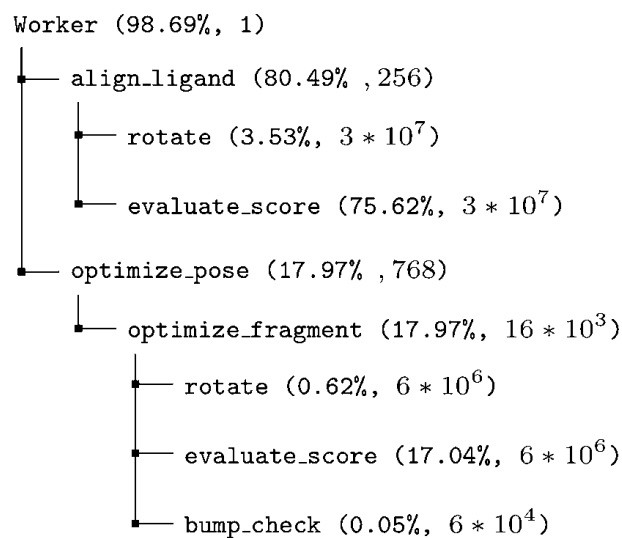 Worker (98.69%, 1)
align_ligand (80.49% , 256)
rotate (3.53%, 3 * 10^7)
evaluate_score (75.62%, 3 * 10^7)
optimize_pose (17.97% , 768)
optimize_fragment (17.97%, 16 * 10^3)
rotate (0.62%, 6 * 10^6)
evaluate_score (17.04%, 6 * 10^6)
bump_check (0.05%, 6 * 10^4)